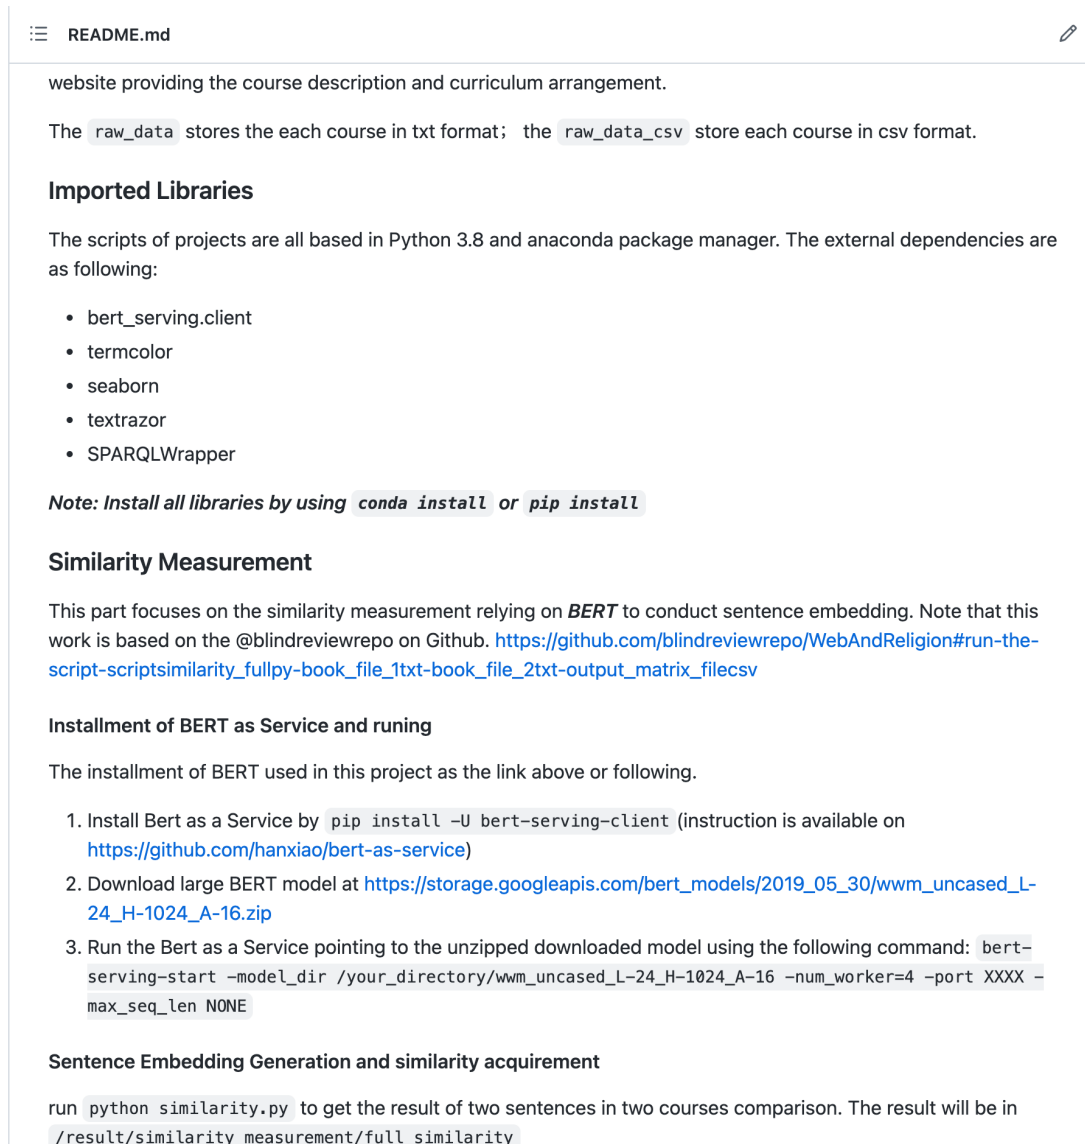 README.md
website providing the course description and curriculum arrangement.
The raw_data stores the each course in txt format； the raw_data_csv store each course in csv format.
Imported Libraries
The scripts of projects are all based in Python 3.8 and anaconda package manager. The external dependencies are
as following:
• bert_serving.client
• termcolor
• seaborn
• textrazor
• SPARQLWrapper
Note: Install all libraries by using conda install or pip install
Similarity Measurement
This part focuses on the similarity measurement relying on BERT to conduct sentence embedding. Note that this
work is based on the @blindreviewrepo on Github. https://github.com/blindreviewrepo/WebAndReligion#run-the-
script-scriptsimilarity_fullpy-book_file_1txt-book_file_2txt-output_matrix_filecsv
Installment of BERT as Service and runing
The installment of BERT used in this project as the link above or following.
1. Install Bert as a Service by pip install -U bert-serving-client (instruction is available on
https://github.com/hanxiao/bert-as-service)
2. Download large BERT model at https://storage.googleapis.com/bert_models/2019_05_30/wwm_uncased_L-
24_H-1024_A-16.zip
3. Run the Bert as a Service pointing to the unzipped downloaded model using the following command: bert-
serving-start -model_dir /your_directory/wwm_uncased_L-24_H-1024_A-16 -num_worker=4 -port XXXX -
max_seq_len NONE
Sentence Embedding Generation and similarity acquirement
run python similarity.py to get the result of two sentences in two courses comparison. The result will be in
/result/similarity_measurement/full_similarity